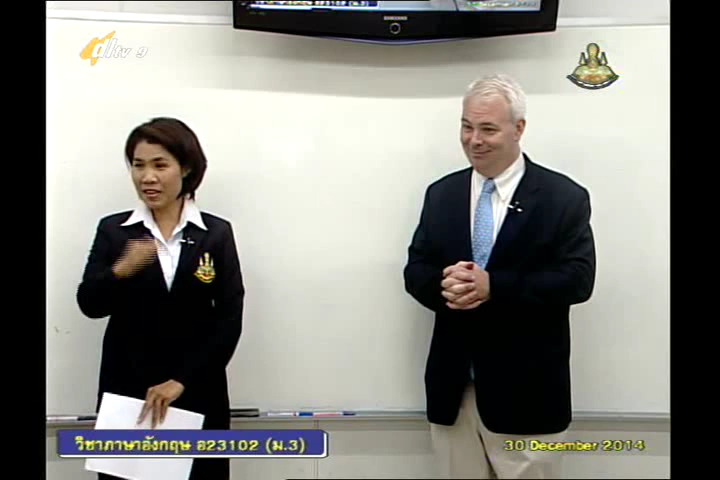 SAMSUNG
dltv 9
วิชาภาษาอังกฤษ อ23102 (ม.3)
30 December 2014